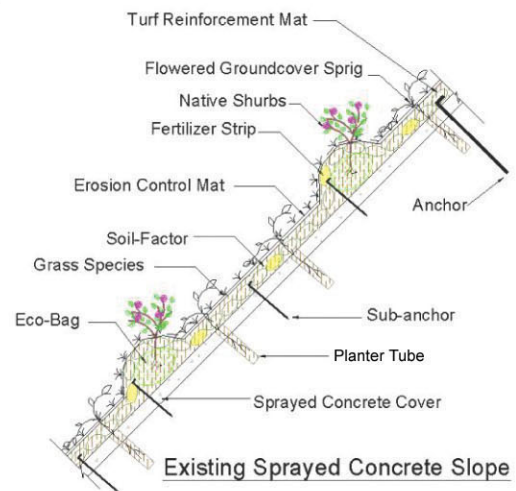 Turf Reinforcement Mat
Flowered Groundcover Sprig
Native Shurbs
Fertilizer Strip
Erosion Control Mat
Anchor
Soil-Factor
Grass Species
Eco-Bag
Sub-anchor
Planter Tube
Sprayed Concrete Cover
Existing Sprayed Concrete Slope